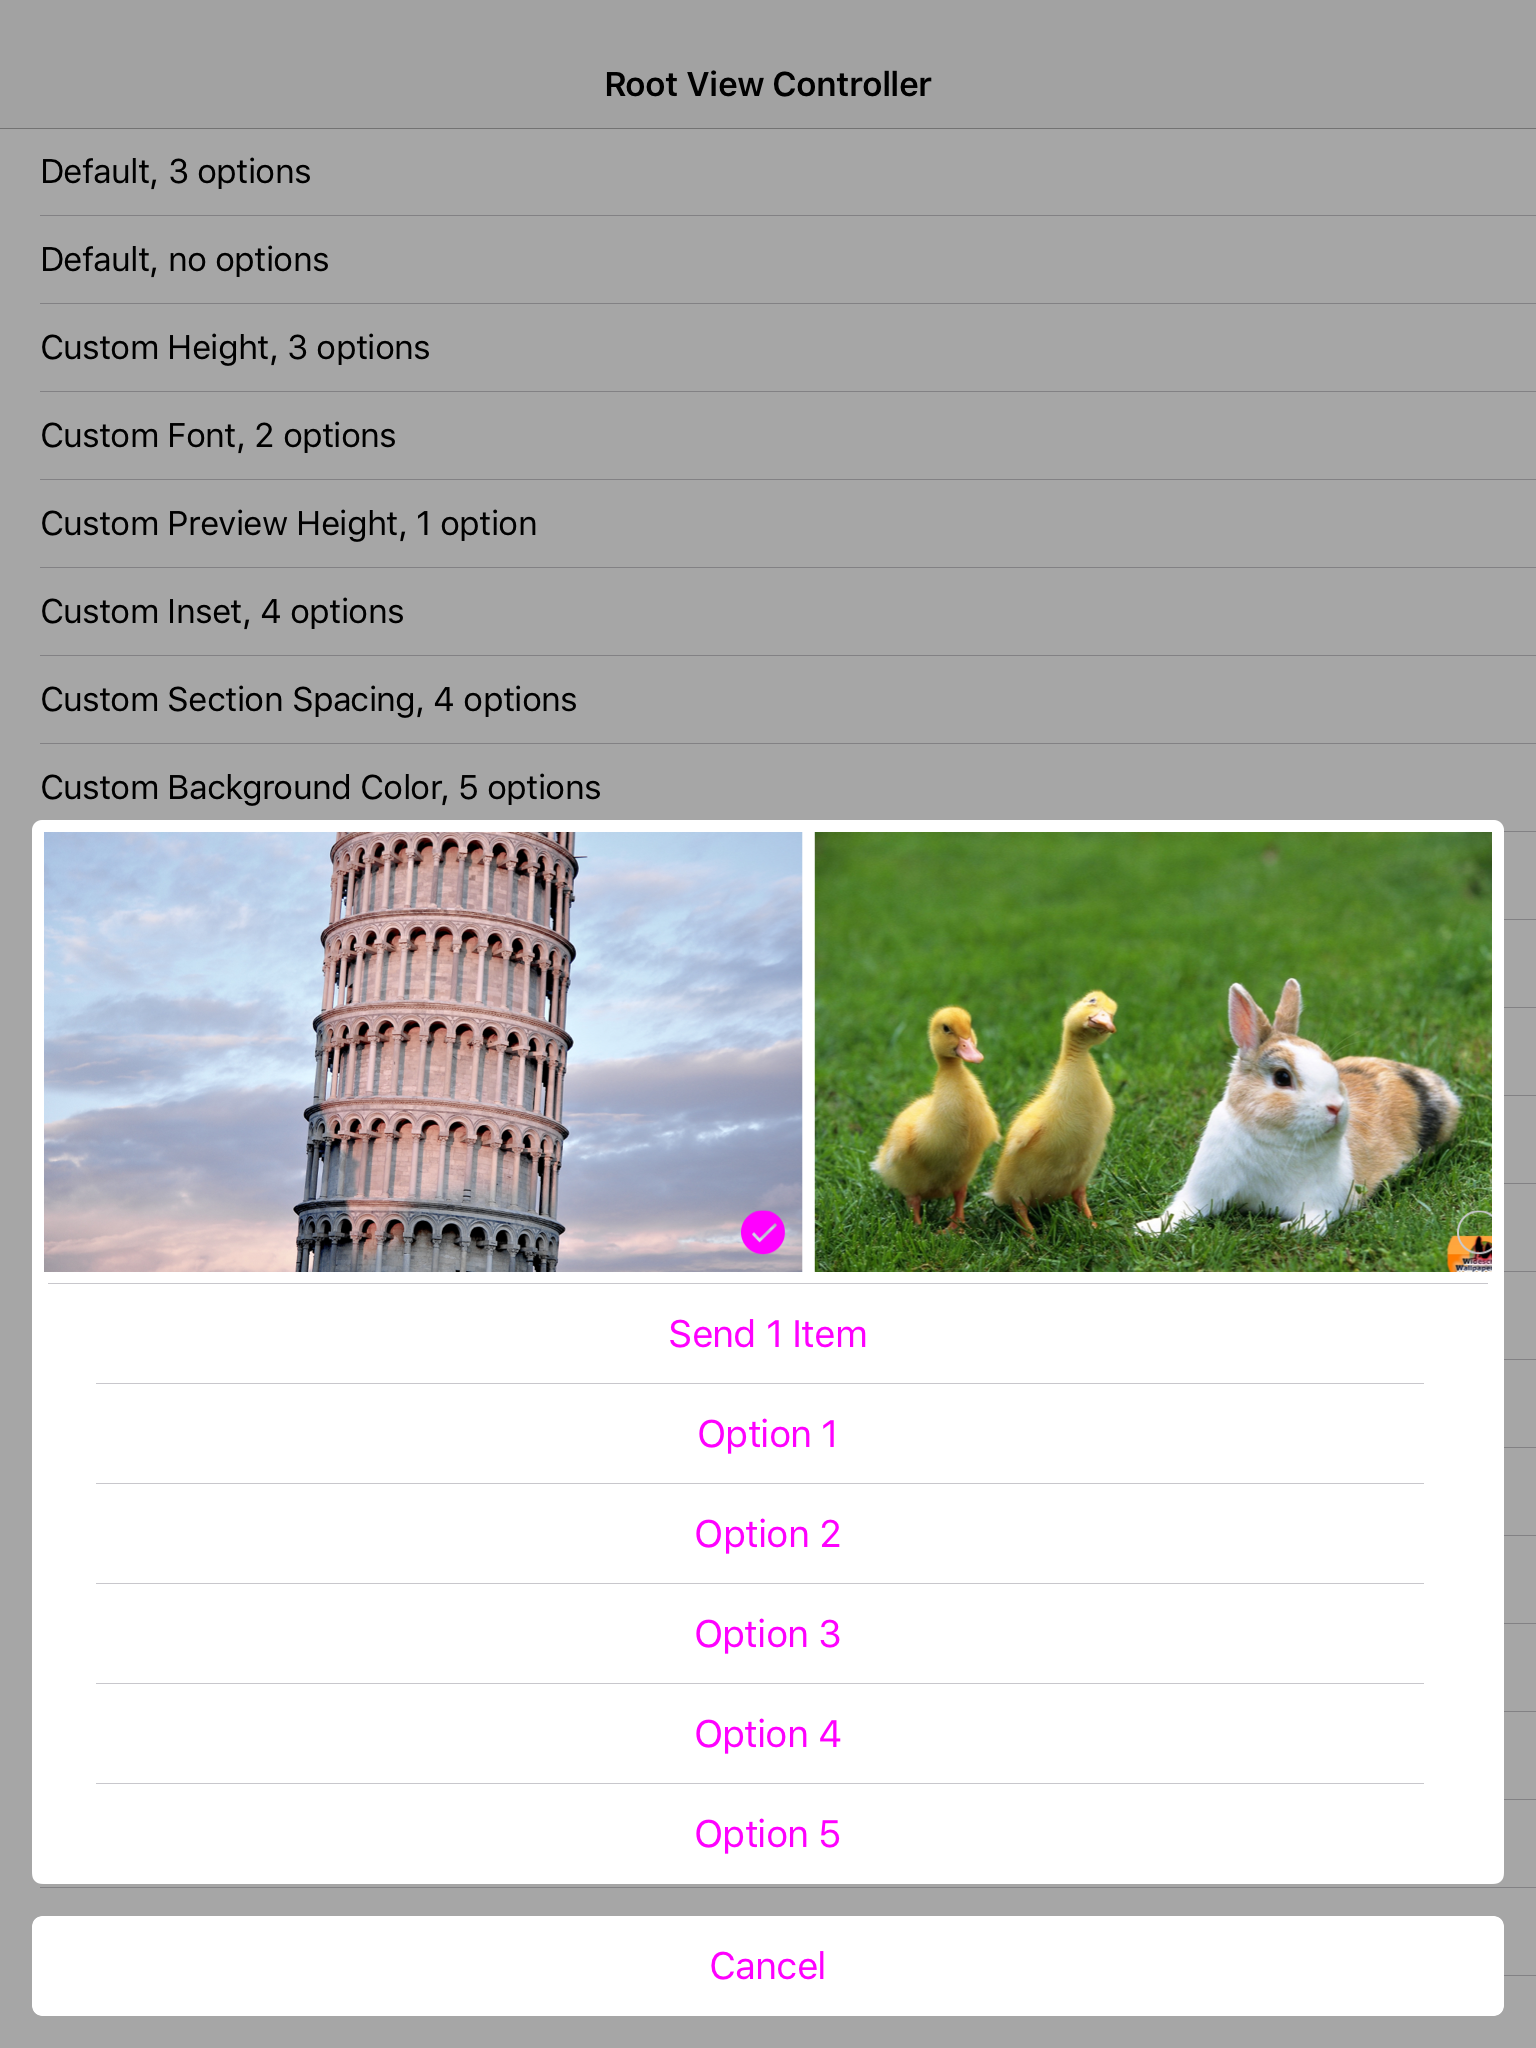 Root View Controller
Default, 3 options
Default, no options
Custom Height, 3 options
Custom Font, 2 options
Custom Preview Height, 1 option
Custom Inset, 4 options
Custom Section Spacing, 4 options
Custom Background Color, 5 options
Send 1 Item
Option 1
Option 2
Option 3
Option 4
Option 5
Cancel